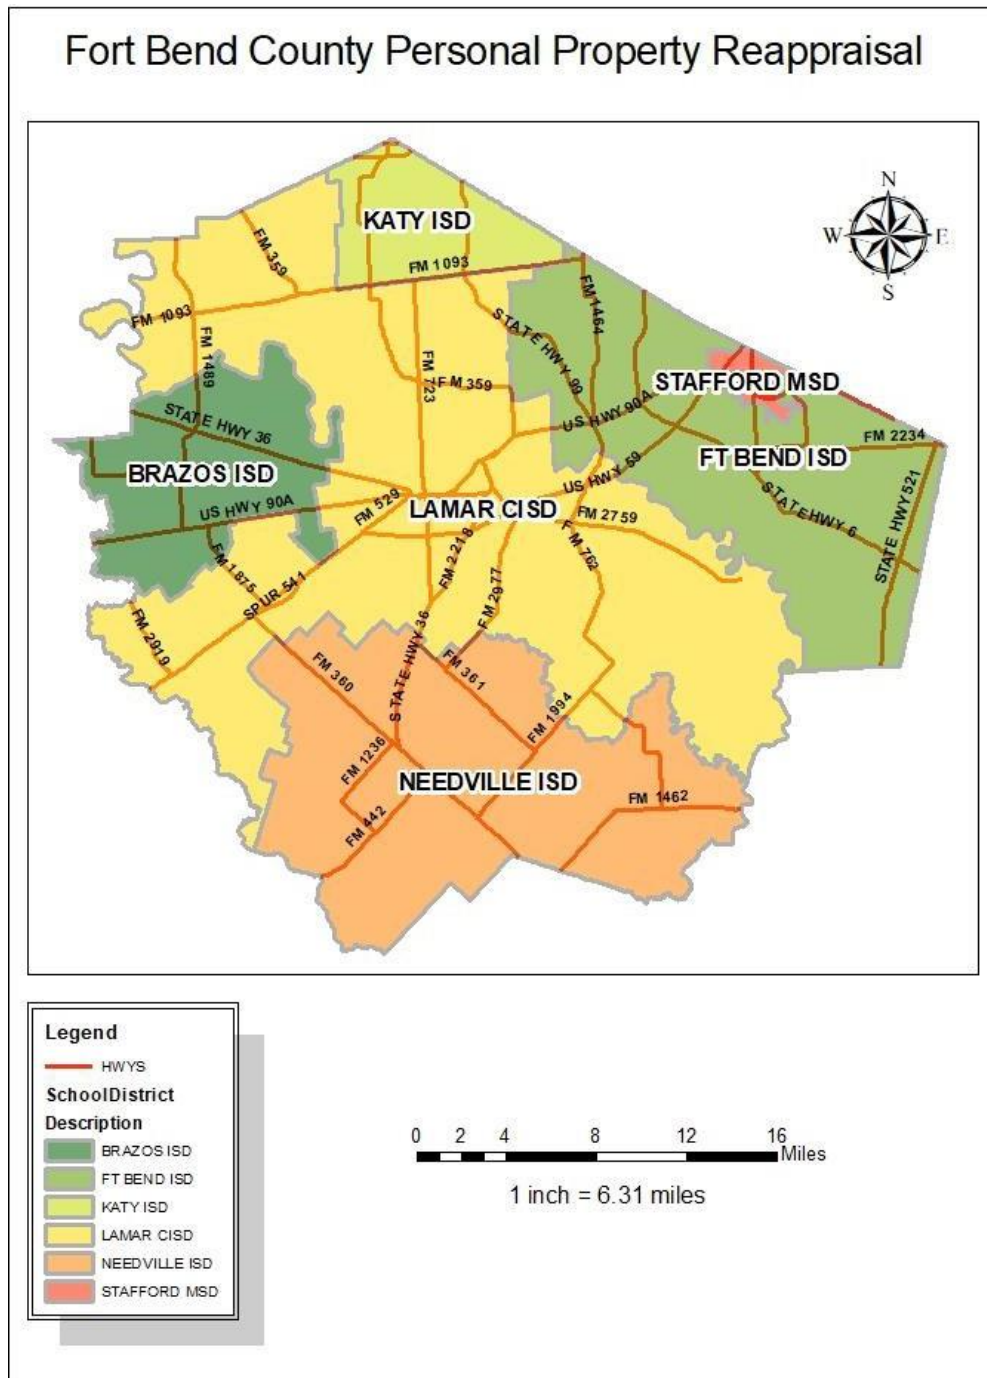 Fort Bend County Personal Property Reappraisal
N
W E
S
KATY ISD
FM 359
FM 1093
FM 1093
FM 1464
STATE HWY 99
FM 1489
FM 723
FM 359
STAFFORD MSD
US HWY 90A
STATE HWY 36
FM 2234
BRAZOS ISD
FT BEND ISD
US HWY 59
US HWY 90A
FM 529
LAMAR CISD
STATE HWY 6
STATE HWY 521
FM 2759
FM 762
FM 2218
FM 1875
SPUR 541
FM 2977
FM 2919
STATE HWY 36
FM 360
FM 361
FM 1994
FM 1236
NEEDVILLE ISD
FM 1462
FM 442
Legend
HWYS
SchoolDistrict
Description
BRAZOS ISD
FT BEND ISD
KATY ISD
LAMAR CISD
NEEDVILLE ISD
STAFFORD MSD
0 2 4 8 12 16
Miles
1 inch = 6.31 miles